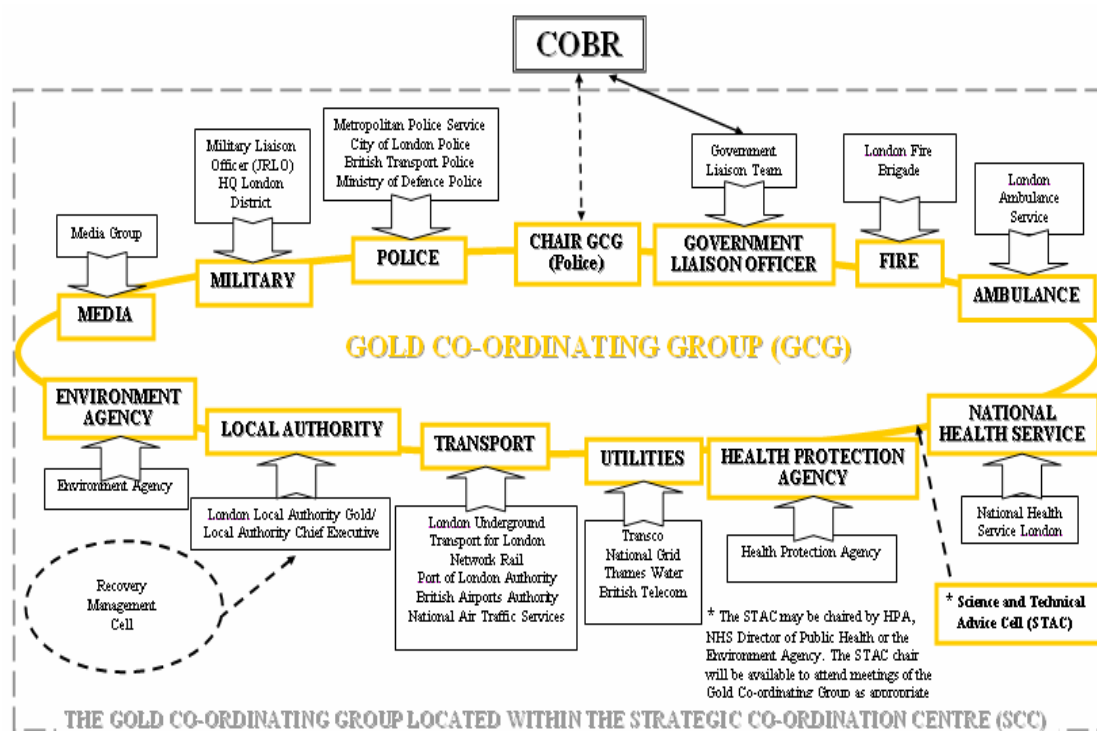 COBR
Metropolitan Police Service
City of London Police
British Transport Police
Ministry of Defence Police
Military Liaison
Officer (JRLO)
HQ London
District
Government
Liaison Team
London Fire
Brigade
London
Ambulance
Service
Media Group
CHAIR GCG
(Police)
GOVERNMENT
LIAISON OFFICER
POLICE
FIRE
MILITARY
AMBULANCE
MEDIA
GOLD CO-ORDINATING GROUP (GCG)
ENVIRONMENT
AGENCY
LOCAL AUTHORITY
TRANSPORT
UTILITIES
HEALTH PROTECTION
AGENCY
NATIONAL
HEALTH SERVICE
Environment Agency
London Local Authority Gold/
Local Authority Chief Executive
London Underground
Transport for London
Network Rail
Port of London Authority
British Airports Authority
National Air Traffic Services
Transco
National Grid
Thames Water
British Telecom
Health Protection Agency
National Health
Service London
Recovery
Management
Cell
* Science and Technical
Advice Cell (STAC)
* The STAC may be chaired by HPA,
NHS Director of Public Health or the
Environment Agency. The STAC chair
will be available to attend meetings of the
Gold Co-ordinating Group as appropriate
THE GOLD CO-ORDINATING GROUP LOCATED WITHIN THE STRATEGIC CO-ORDINATION CENTRE (SCC)